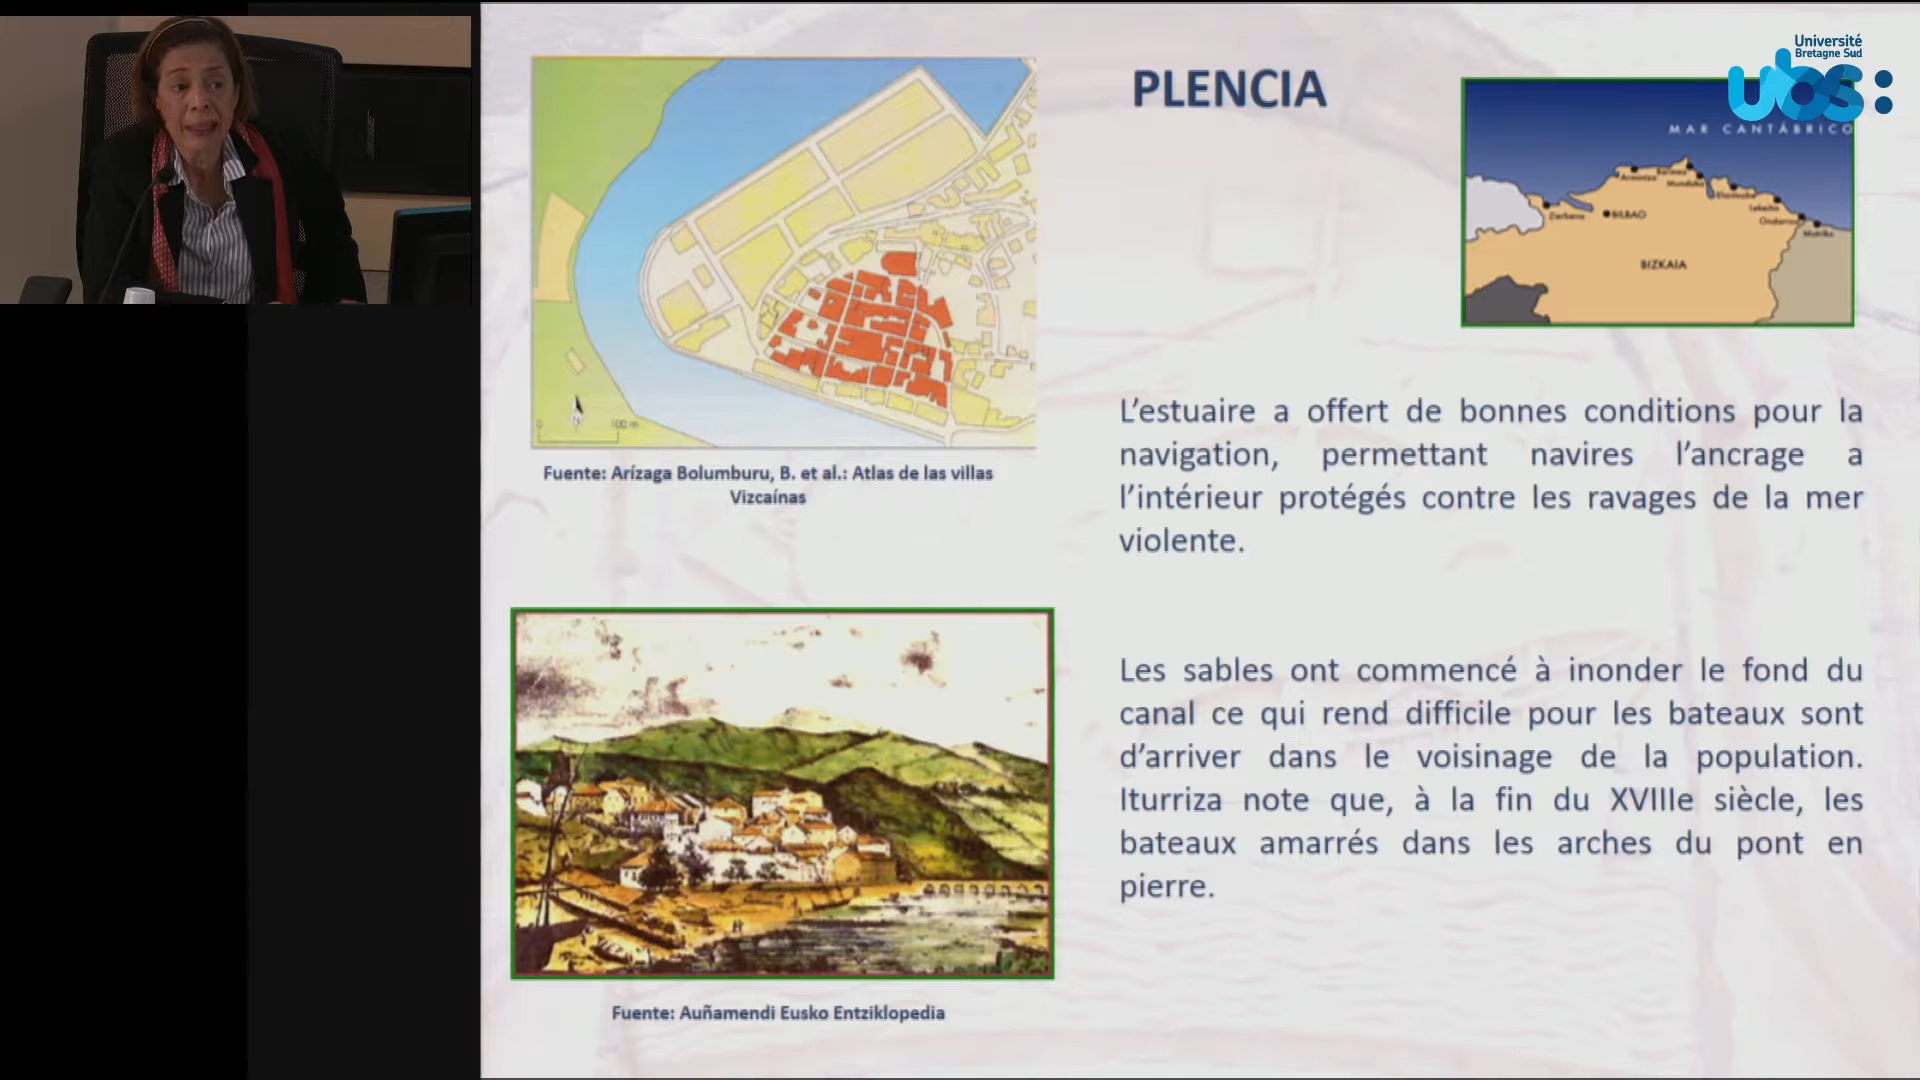 Université
Bretagne Sud
ubs:
PLENCIA
MAR CANTÁBRICO
BILBAO
BIZKAIA
0 100 m
Fuente: Arízaga Bolumburu, B. et al.: Atlas de las villas
Vizcaínas
L'estuaire a offert de bonnes conditions pour la
navigation, permettant navires l'ancrage a
l'intérieur protégés contre les ravages de la mer
violente.
Les sables ont commencé à inonder le fond du
canal ce qui rend difficile pour les bateaux sont
d'arriver dans le voisinage de la population.
Iturriza note que, à la fin du XVIIIe siècle, les
bateaux amarrés dans les arches du pont en
pierre.
Fuente: Auñamendi Eusko Entziklopedia